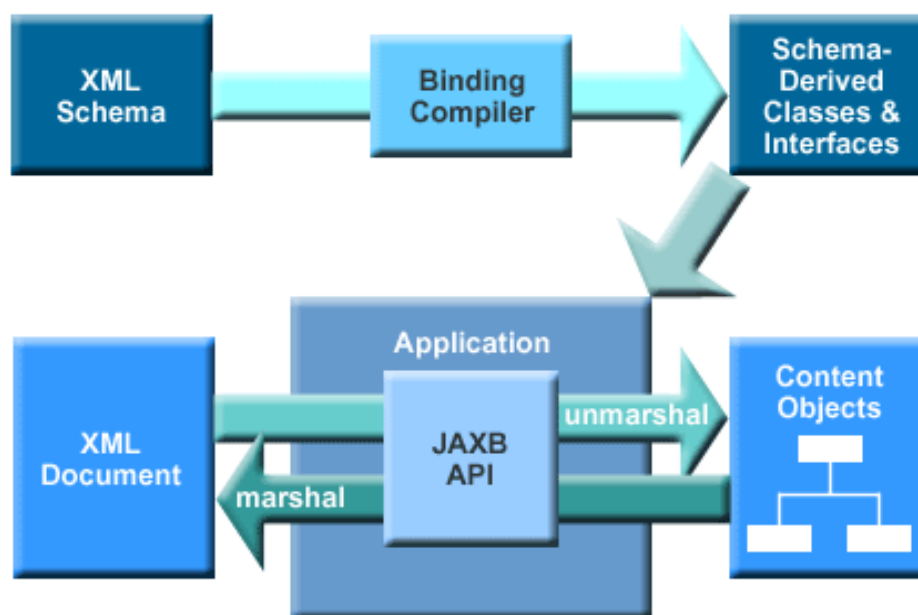 XML
Schema
Binding
Compiler
Schema-
Derived
Classes &
Interfaces
Application
XML
Document
unmarshal
marshal
JAXB
API
Content
Objects